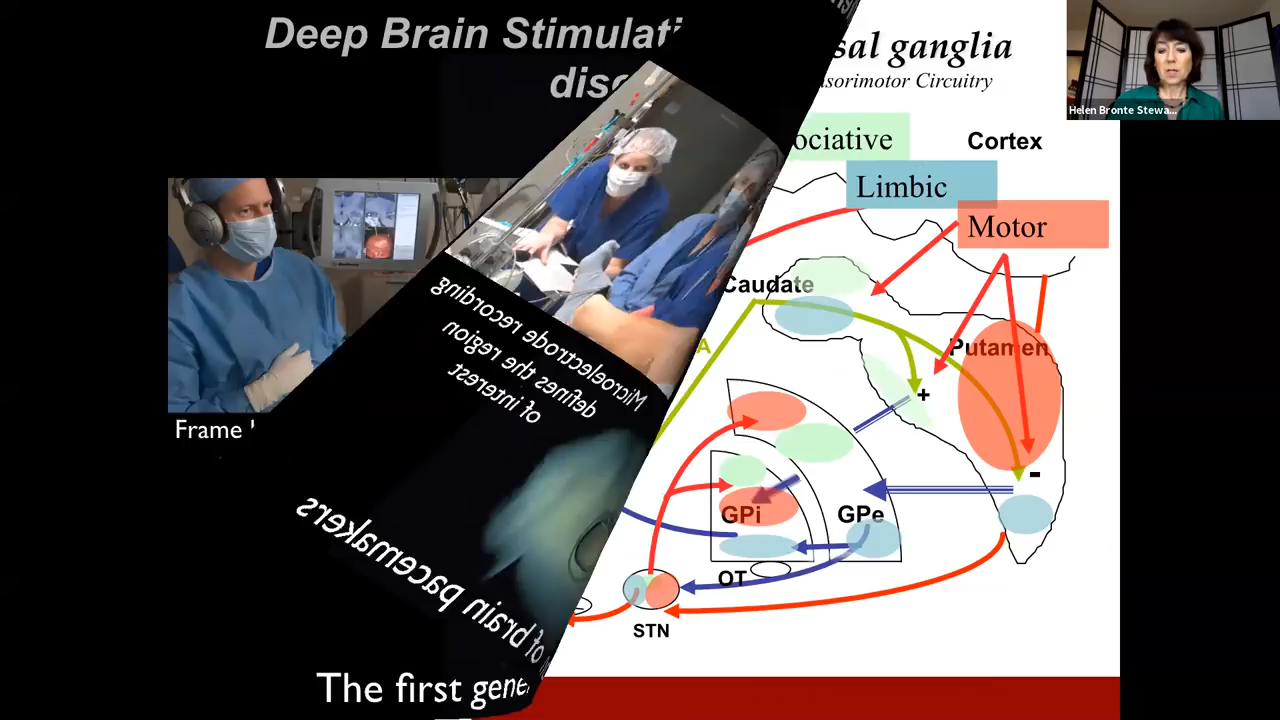 Deep Brain Stimulati
disc
Frame
Microelectrode recording
defines the region
of interest
of brain pacemakers
The first gene
sal ganglia
sorimotor Circuitry
ociative
Limbic
Motor
Cortex
Caudate
Putamen
A
+
-
GPi
GPe
OT
STN
Helen Bronte Stewa...